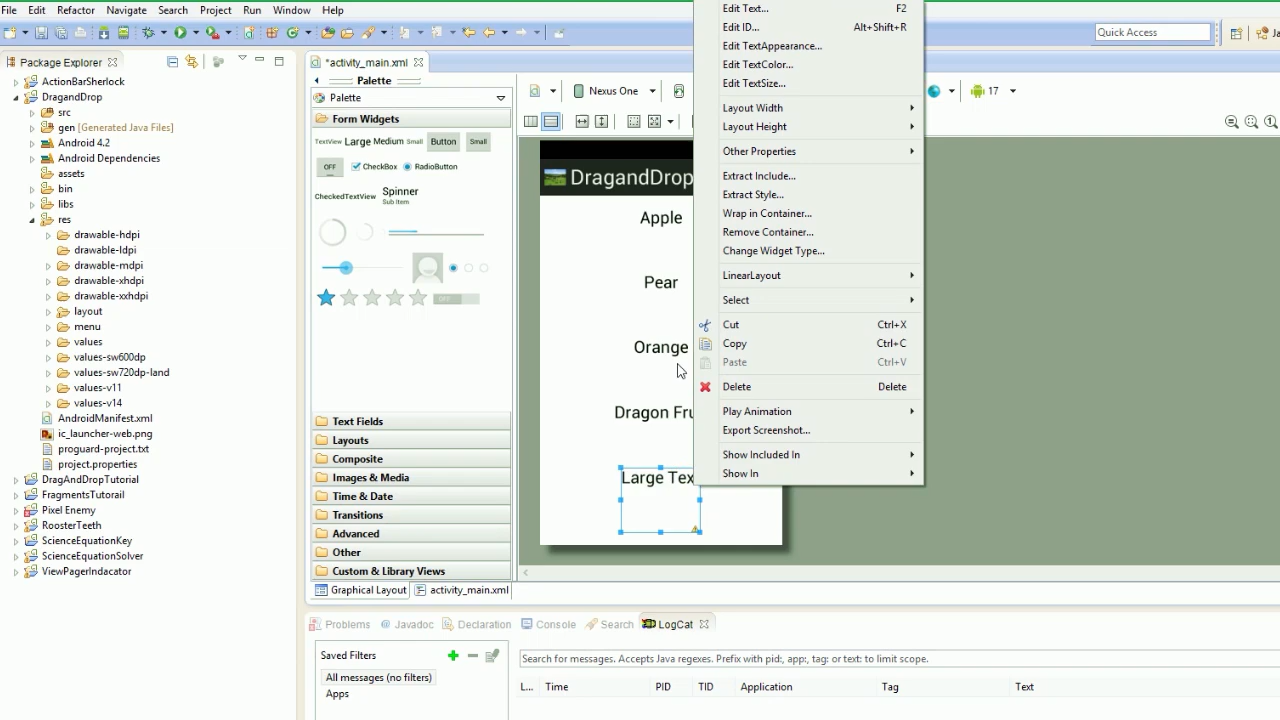 File Edit Refactor Navigate Search Project Run Window Help
Quick Access
Ja
Package Explorer
ActionBarSherlock
DragandDrop
src
gen [Generated Java Files]
Android 4.2
Android Dependencies
assets
bin
libs
res
drawable-hdpi
drawable-ldpi
drawable-mdpi
drawable-xhdpi
drawable-xxhdpi
layout
menu
values
values-sw600dp
values-sw720dp-land
values-v11
values-v14
AndroidManifest.xml
ic_launcher-web.png
proguard-project.txt
project.properties
DragAndDropTutorial
FragmentsTutorail
Pixel Enemy
RoosterTeeth
ScienceEquationKey
ScienceEquationSolver
ViewPagerIndacator
*activity_main.xml
Palette
Palette
Form Widgets
TextView Large Medium Small Button Small
OFF CheckBox RadioButton
CheckedTextView Spinner
Sub Item
OFF
Text Fields
Layouts
Composite
Images & Media
Time & Date
Transitions
Advanced
Other
Custom & Library Views
Graphical Layout activity_main.xml
Nexus One
17
DragandDrop
Apple
Pear
Orange
Dragon Fru
Large Tex
Edit Text... F2
Edit ID... Alt+Shift+R
Edit TextAppearance...
Edit TextColor...
Edit TextSize...
Layout Width
Layout Height
Other Properties
Extract Include...
Extract Style...
Wrap in Container...
Remove Container...
Change Widget Type...
LinearLayout
Select
Cut Ctrl+X
Copy Ctrl+C
Paste Ctrl+V
Delete Delete
Play Animation
Export Screenshot...
Show Included In
Show In
Problems Javadoc Declaration Console Search LogCat
Saved Filters
All messages (no filters)
Apps
Search for messages. Accepts Java regexes. Prefix with pid:, app:, tag: or text: to limit scope.
L... Time PID TID Application Tag Text